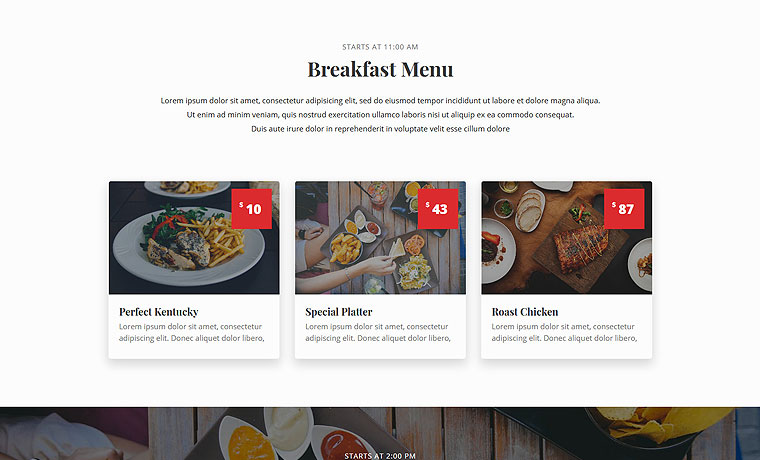 STARTS AT 11:00 AM
Breakfast Menu
Lorem ipsum dolor sit amet, consectetur adipisicing elit, sed do eiusmod tempor incididunt ut labore et dolore magna aliqua.
Ut enim ad minim veniam, quis nostrud exercitation ullamco laboris nisi ut aliquip ex ea commodo consequat.
Duis aute irure dolor in reprehenderit in voluptate velit esse cillum dolore
$ 10
$ 43
$ 87
Perfect Kentucky
Lorem ipsum dolor sit amet, consectetur
adipiscing elit. Donec aliquet dolor libero,
Special Platter
Lorem ipsum dolor sit amet, consectetur
adipiscing elit. Donec aliquet dolor libero,
Roast Chicken
Lorem ipsum dolor sit amet, consectetur
adipiscing elit. Donec aliquet dolor libero,
STARTS AT 2:00 PM